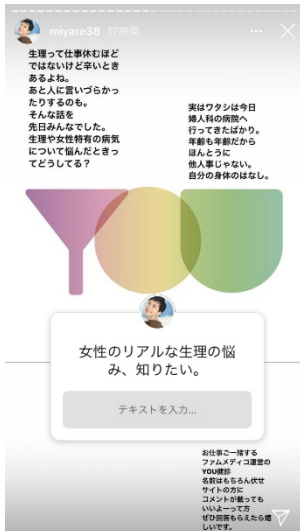 miyare38 17時間
生理って仕事休むほど
ではないけど辛いとき
あるよね。
あと人に言いづらかっ
たりするのも。
そんな話を
先日みんなでした。
生理や女性特有の病気
について悩んだときっ
てどうしてる？
実はワタシは今日
婦人科の病院へ
行ってきたばかり。
年齢も年齢だから
ほんとうに
他人事じゃない。
自分の身体のはなし。
YOU
女性のリアルな生理の悩
み、知りたい。
テキストを入力...
お仕事ご一緒する
ファムメディコ運営の
YOU健診
名前はもちろん伏せ
サイトの方に
コメントが載っても
いいよーって方
ぜひ回答もらえたら嬉
しいです。